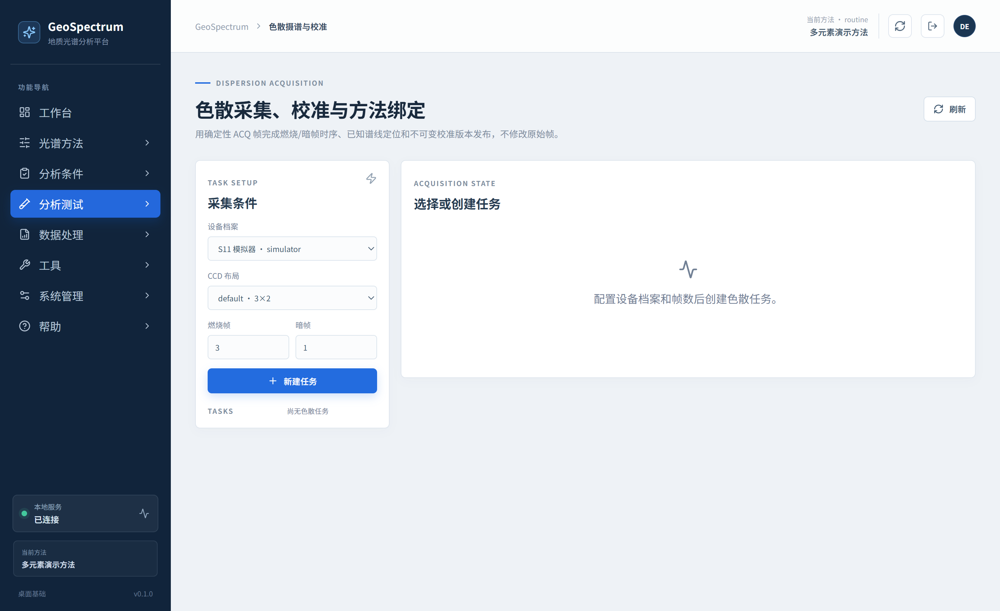 GeoSpectrum
地质光谱分析平台
功能导航
工作台
光谱方法
分析条件
分析测试
数据处理
工具
系统管理
帮助
本地服务
已连接
当前方法
多元素演示方法
桌面基础 v0.1.0
GeoSpectrum 色散摄谱与校准
当前方法 • routine
多元素演示方法
DE
DISPERSION ACQUISITION
色散采集、校准与方法绑定
刷新
用确定性 ACQ 帧完成燃烧/暗帧时序、已知谱线定位和不可变校准版本发布，不修改原始帧。
TASK SETUP
采集条件
设备档案
S11 模拟器 • simulator
CCD 布局
default • 3×2
燃烧帧 暗帧
3 1
新建任务
TASKS 尚无色散任务
ACQUISITION STATE
选择或创建任务
配置设备档案和帧数后创建色散任务。